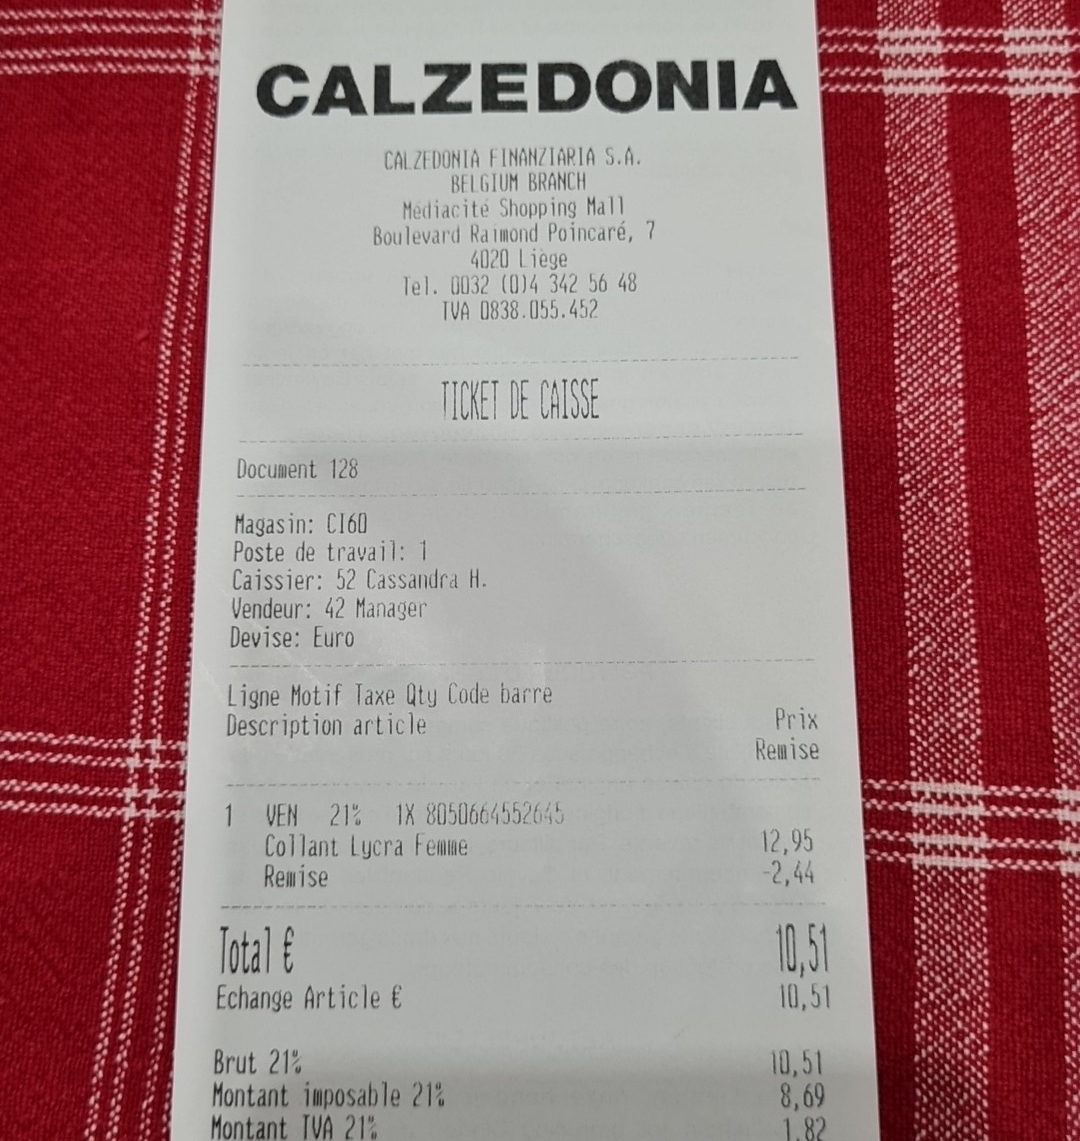 CALZEDONIA
CALZEDONIA FINANZIARIA S.A.
BELGIUM BRANCH
Médiacité Shopping Mall
Boulevard Raimond Poincaré, 7
4020 Liège
Tel. 0032 (0)4 342 56 48
TVA 0838.055.452
TICKET DE CAISSE
Document 128
Magasin: CI60
Poste de travail: 1
Caissier: 52 Cassandra H.
Vendeur: 42 Manager
Devise: Euro
Ligne Motif Taxe Qty Code barre
Description article Prix
Remise
1 VEN 21% 1X 8050664552645
Collant Lycra Femme 12,95
Remise -2,44
Total € 10,51
Echange Article € 10,51
Brut 21% 10,51
Montant imposable 21% 8,69
Montant TVA 21% 1,82